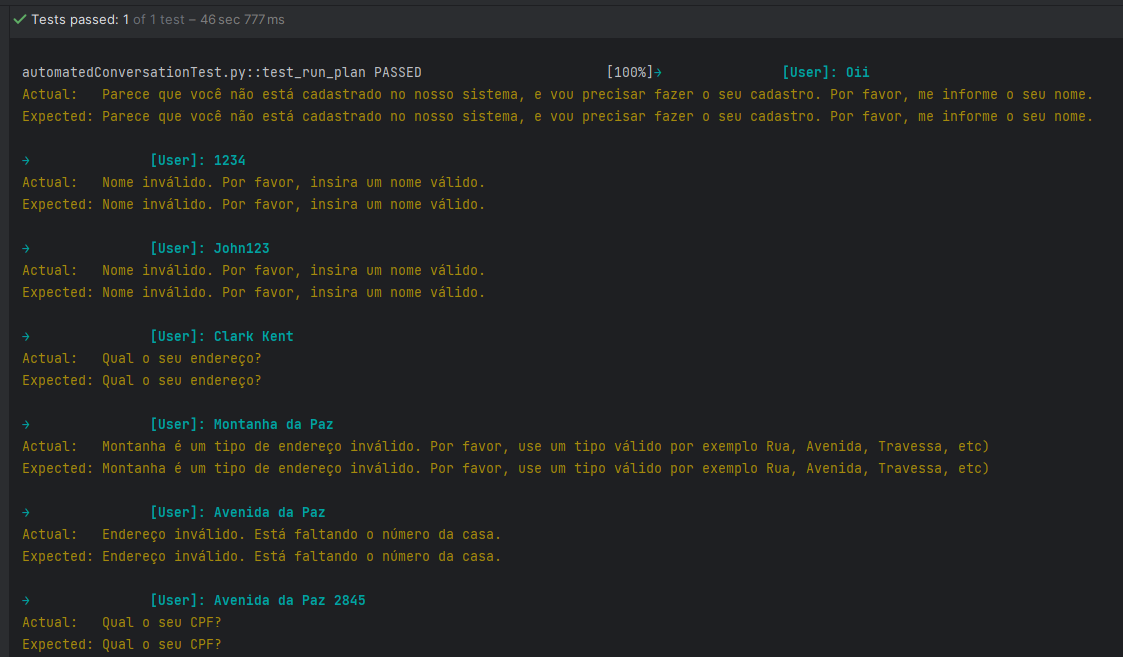 Tests passed: 1 of 1 test – 46 sec 777 ms
automatedConversationTest.py::test_run_plan PASSED [100%]→ [User]: Oii
Actual: Parece que você não está cadastrado no nosso sistema, e vou precisar fazer o seu cadastro. Por favor, me informe o seu nome.
Expected: Parece que você não está cadastrado no nosso sistema, e vou precisar fazer o seu cadastro. Por favor, me informe o seu nome.
→ [User]: 1234
Actual: Nome inválido. Por favor, insira um nome válido.
Expected: Nome inválido. Por favor, insira um nome válido.
→ [User]: John123
Actual: Nome inválido. Por favor, insira um nome válido.
Expected: Nome inválido. Por favor, insira um nome válido.
→ [User]: Clark Kent
Actual: Qual o seu endereço?
Expected: Qual o seu endereço?
→ [User]: Montanha da Paz
Actual: Montanha é um tipo de endereço inválido. Por favor, use um tipo válido por exemplo Rua, Avenida, Travessa, etc)
Expected: Montanha é um tipo de endereço inválido. Por favor, use um tipo válido por exemplo Rua, Avenida, Travessa, etc)
→ [User]: Avenida da Paz
Actual: Endereço inválido. Está faltando o número da casa.
Expected: Endereço inválido. Está faltando o número da casa.
→ [User]: Avenida da Paz 2845
Actual: Qual o seu CPF?
Expected: Qual o seu CPF?